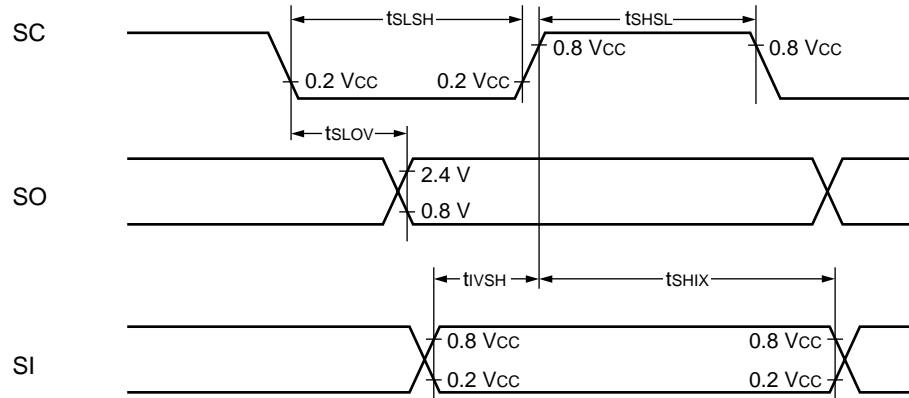 tSLSH
tSHSL
SC
0.8 VCC
0.8 VCC
0.2 VCC
0.2 VCC
tSLOV
2.4 V
SO
0.8 V
tIVSH
tSHIX
0.8 VCC
0.8 VCC
SI
0.2 VCC
0.2 VCC